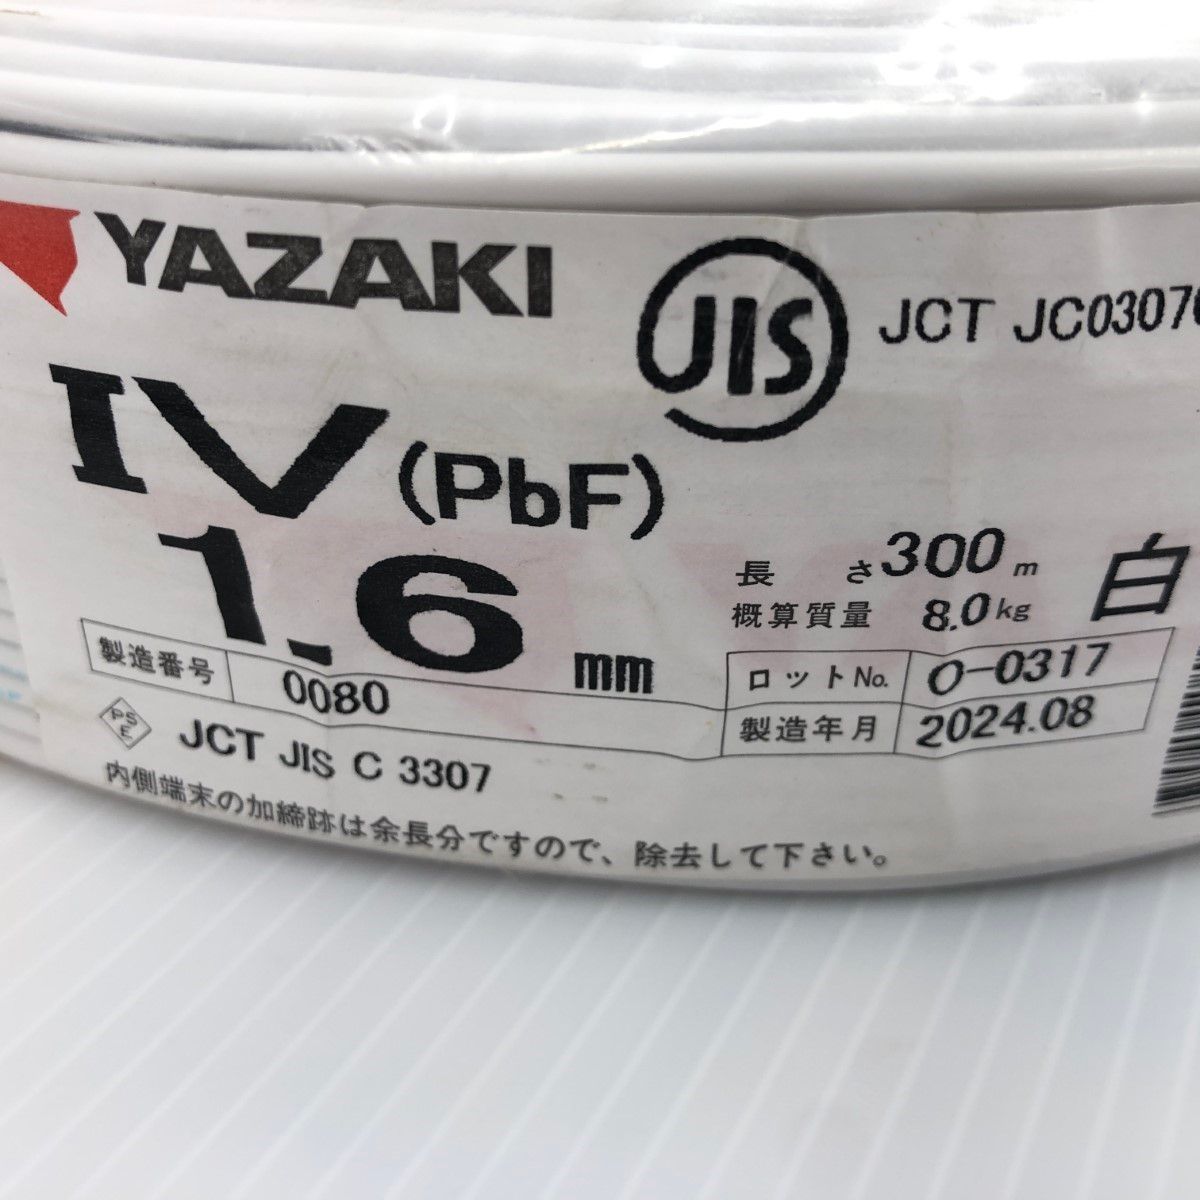 YAZAKI
JIS
JCT JC0307
IV (PbF)
1.6 mm
長さ 300 m
概算質量 8.0kg
白
製造番号 0080
ロットNo. O-0317
製造年月 2024.08
PSE
JCT JIS C 3307
内側端末の加締跡は余長分ですので、除去して下さい。